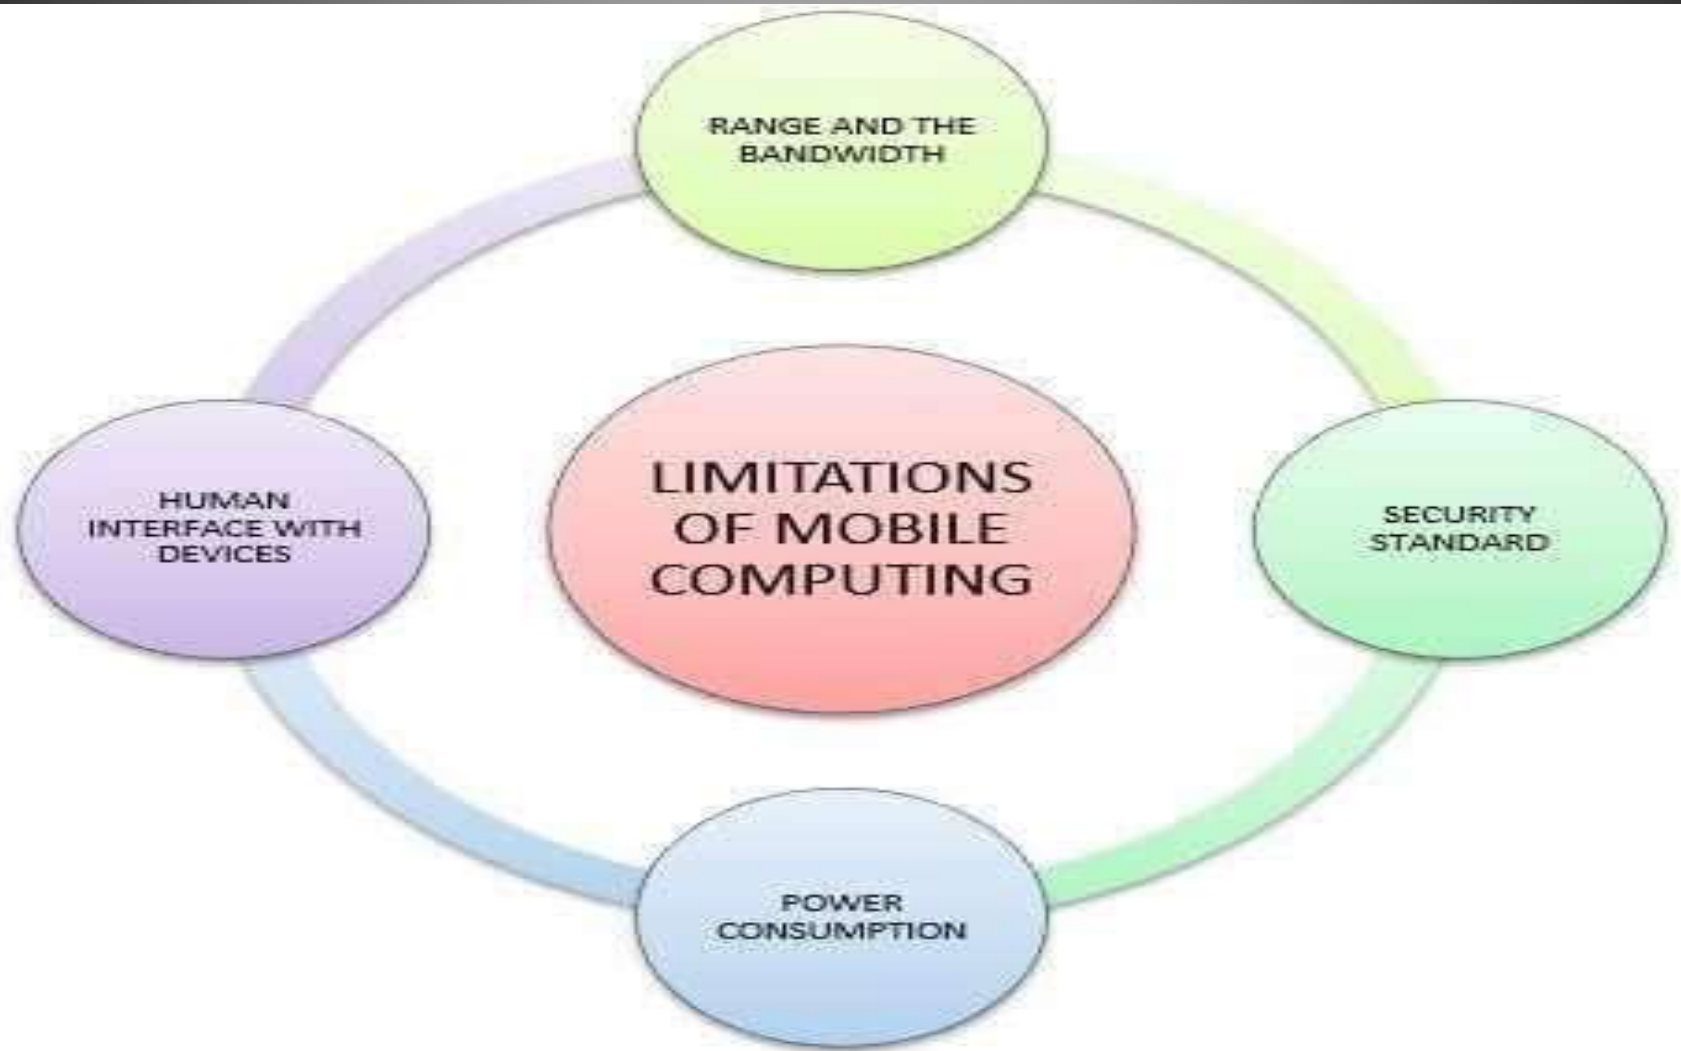 RANGE AND THE
BANDWIDTH
LIMITATIONS
OF MOBILE
COMPUTING
HUMAN
INTERFACE WITH
DEVICES
SECURITY
STANDARD
POWER
CONSUMPTION